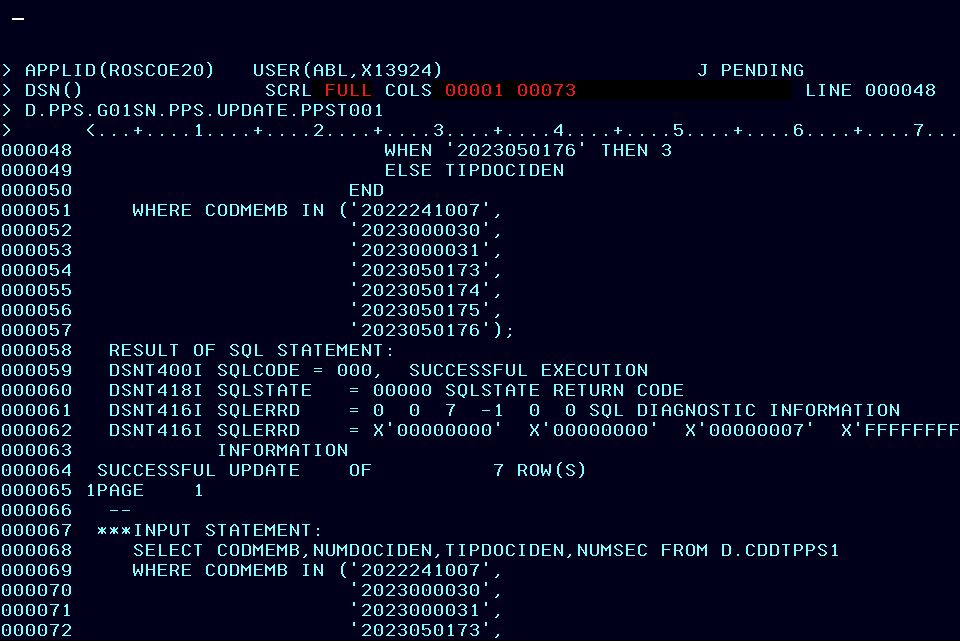 > APPLID(ROSCOE20)   USER(ABL,X13924)                     J PENDING
> DSN()               SCRL FULL COLS 00001 00073                   LINE 000048
> D.PPS.G01SN.PPS.UPDATE.PPST001
>      <...+....1....+....2....+....3....+....4....+....5....+....6....+....7...
000048                          WHEN '2023050176' THEN 3
000049                          ELSE TIPDOCIDEN
000050                       END
000051     WHERE CODMEMB IN ('2022241007',
000052                       '2023000030',
000053                       '2023000031',
000054                       '2023050173',
000055                       '2023050174',
000056                       '2023050175',
000057                       '2023050176');
000058   RESULT OF SQL STATEMENT:
000059   DSNT400I SQLCODE = 000,  SUCCESSFUL EXECUTION
000060   DSNT418I SQLSTATE   = 00000 SQLSTATE RETURN CODE
000061   DSNT416I SQLERRD    = 0  0  7  -1  0  0 SQL DIAGNOSTIC INFORMATION
000062   DSNT416I SQLERRD    = X'00000000'  X'00000000'  X'00000007'  X'FFFFFFFF
000063            INFORMATION
000064  SUCCESSFUL UPDATE    OF          7 ROW(S)
000065 1PAGE    1
000066   --
000067  ***INPUT STATEMENT:
000068     SELECT CODMEMB,NUMDOCIDEN,TIPDOCIDEN,NUMSEC FROM D.CDDTPPS1
000069     WHERE CODMEMB IN ('2022241007',
000070                       '2023000030',
000071                       '2023000031',
000072                       '2023050173',